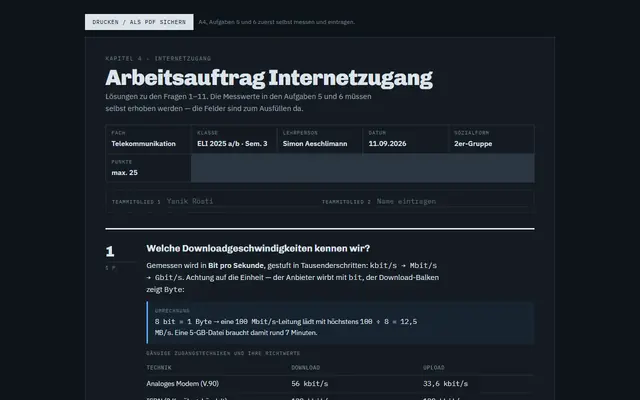 DRUCKEN / ALS PDF SICHERN
A4, Aufgaben 5 und 6 zuerst selbst messen und eintragen.
KAPITEL 4 · INTERNETZUGANG
Arbeitsauftrag Internetzugang
Lösungen zu den Fragen 1–11. Die Messwerte in den Aufgaben 5 und 6 müssen
selbst erhoben werden — die Felder sind zum Ausfüllen da.
FACH
Telekommunikation
KLASSE
ELI 2025 a/b · Sem. 3
LEHRPERSON
Simon Aeschlimann
DATUM
11.09.2026
SOZIALFORM
2er-Gruppe
PUNKTE
max. 25
TEAMMITGLIED 1 Yanik Rösti
TEAMMITGLIED 2 Name eintragen
1
Welche Downloadgeschwindigkeiten kennen wir?
Gemessen wird in Bit pro Sekunde, gestuft in Tausenderschritten: kbit/s → Mbit/s
→ Gbit/s. Achtung auf die Einheit — der Anbieter wirbt mit bit, der Download-Balken
zeigt Byte:
UMRECHNUNG
8 bit = 1 Byte → eine 100 Mbit/s-Leitung lädt mit höchstens 100 ÷ 8 = 12,5
MB/s. Eine 5-GB-Datei braucht damit rund 7 Minuten.
GÄNGIGE ZUGANGSTECHNIKEN UND IHRE RICHTWERTE
TECHNIK DOWNLOAD UPLOAD
Analoges Modem (V.90) 56 kbit/s 33,6 kbit/s